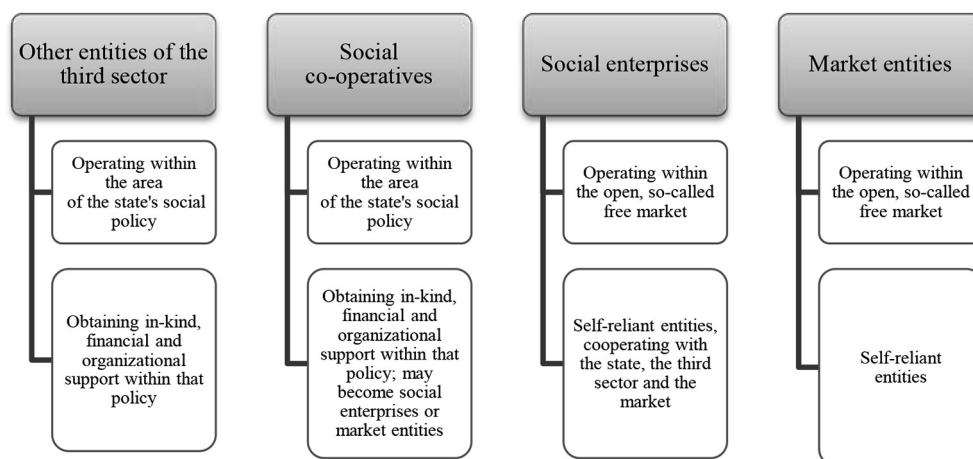 Other entities of the
third sector
Operating within
the area
of the state's social
policy
Obtaining in-kind,
financial and
organizational
support within that
policy
Social
co-operatives
Operating within
the area
of the state's social
policy
Obtaining in-kind,
financial and
organizational
support within that
policy; may
become social
enterprises or
market entities
Social enterprises
Operating within
the open, so-called
free market
Self-reliant entities,
cooperating with
the state, the third
sector and the
market
Market entities
Operating within
the open, so-called
free market
Self-reliant
entities